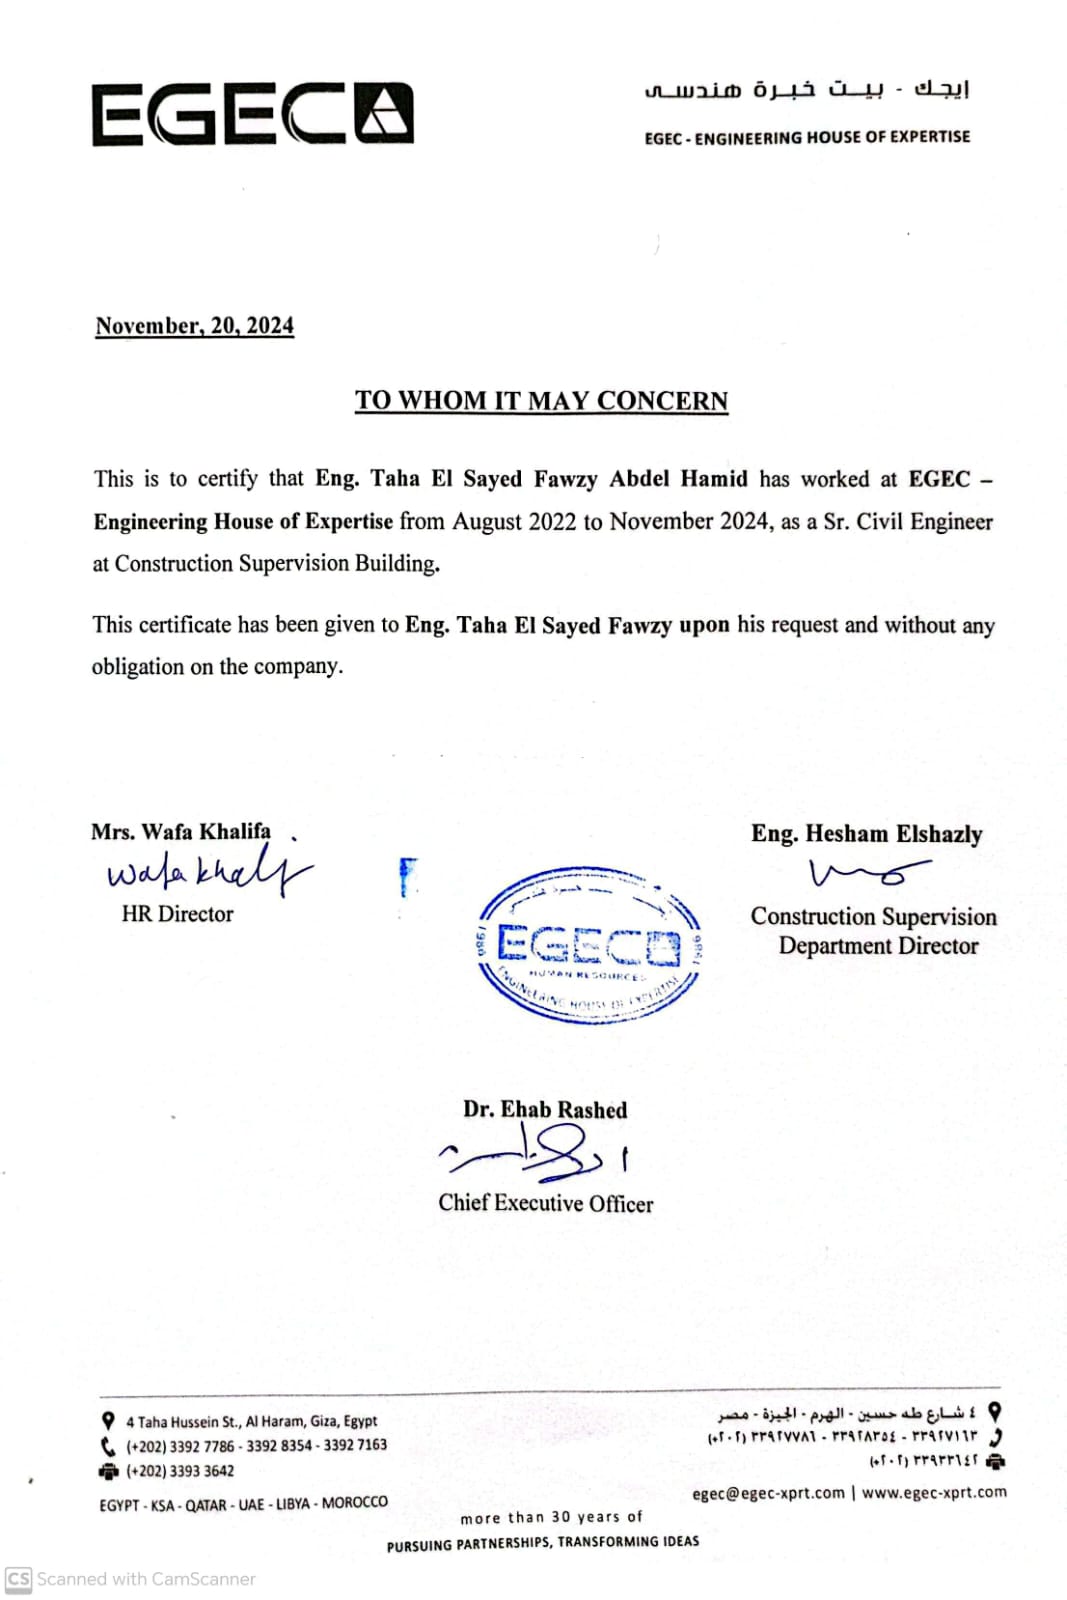 EGEC
إيجك - بيت خبرة هندسى
EGEC - ENGINEERING HOUSE OF EXPERTISE
November, 20, 2024
TO WHOM IT MAY CONCERN
This is to certify that Eng. Taha El Sayed Fawzy Abdel Hamid has worked at EGEC –
Engineering House of Expertise from August 2022 to November 2024, as a Sr. Civil Engineer
at Construction Supervision Building.
This certificate has been given to Eng. Taha El Sayed Fawzy upon his request and without any
obligation on the company.
Mrs. Wafa Khalifa
wafa khalif
HR Director
Eng. Hesham Elshazly
Construction Supervision
Department Director
1986
EGEC
1986
HUMAN RESOURCES
ENGINEERING HOUSE OF EXPERTISE
Dr. Ehab Rashed
Chief Executive Officer
4 Taha Hussein St., Al Haram, Giza, Egypt
(+202) 3392 7786 - 3392 8354 - 3392 7163
(+202) 3393 3642
EGYPT - KSA - QATAR - UAE - LIBYA - MOROCCO
٤ شارع طه حسين - الهرم - الجيزة - مصر
(+٢٠٢) ٣٣٩٢٧٧٨٦ - ٣٣٩٢٨٣٥٤ - ٣٣٩٢٧١٦٣
(+٢٠٢) ٣٣٩٣٣٦٤٢
egec@egec-xprt.com | www.egec-xprt.com
more than 30 years of
PURSUING PARTNERSHIPS, TRANSFORMING IDEAS
CS Scanned with CamScanner